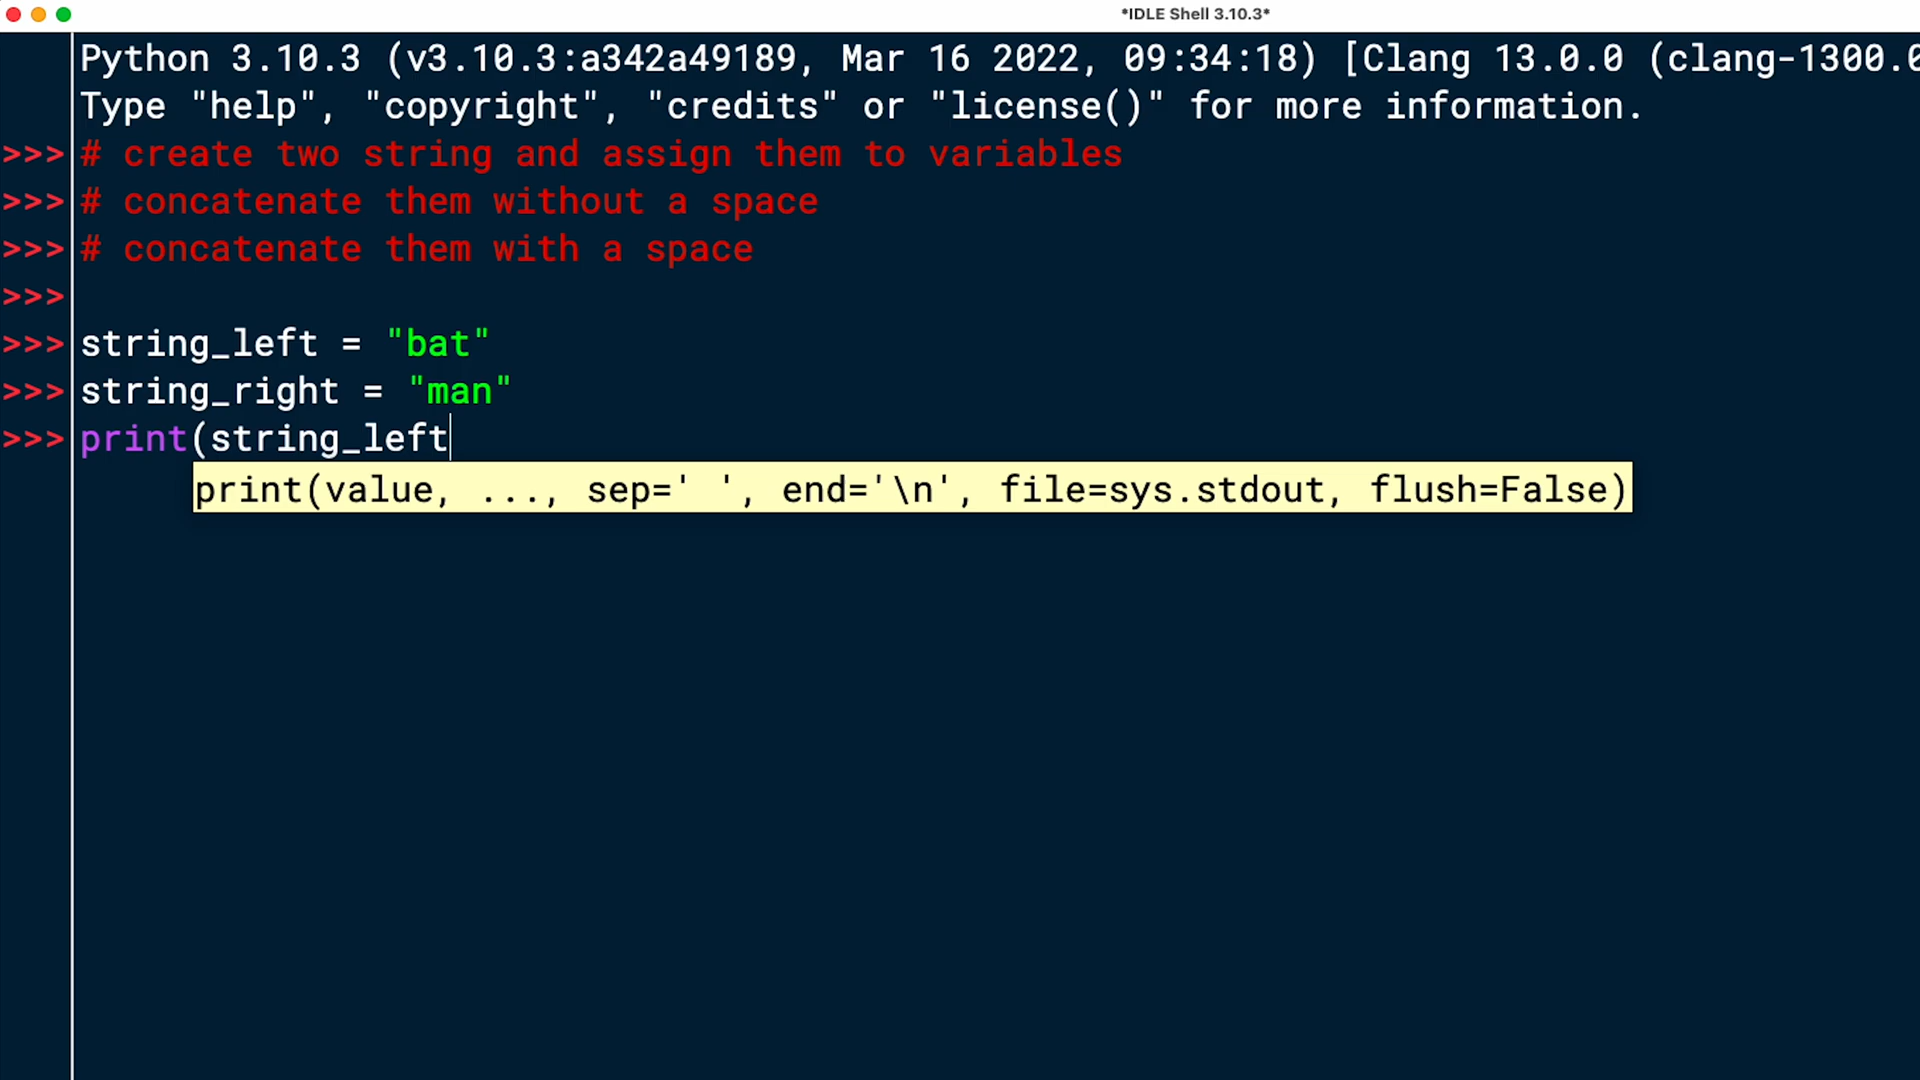 *IDLE Shell 3.10.3*
Python 3.10.3 (v3.10.3:a342a49189, Mar 16 2022, 09:34:18) [Clang 13.0.0 (clang-1300.0
Type "help", "copyright", "credits" or "license()" for more information.
>>> # create two string and assign them to variables
>>> # concatenate them without a space
>>> # concatenate them with a space
>>>
>>> string_left = "bat"
>>> string_right = "man"
>>> print(string_left
print(value, ..., sep=' ', end='\n', file=sys.stdout, flush=False)